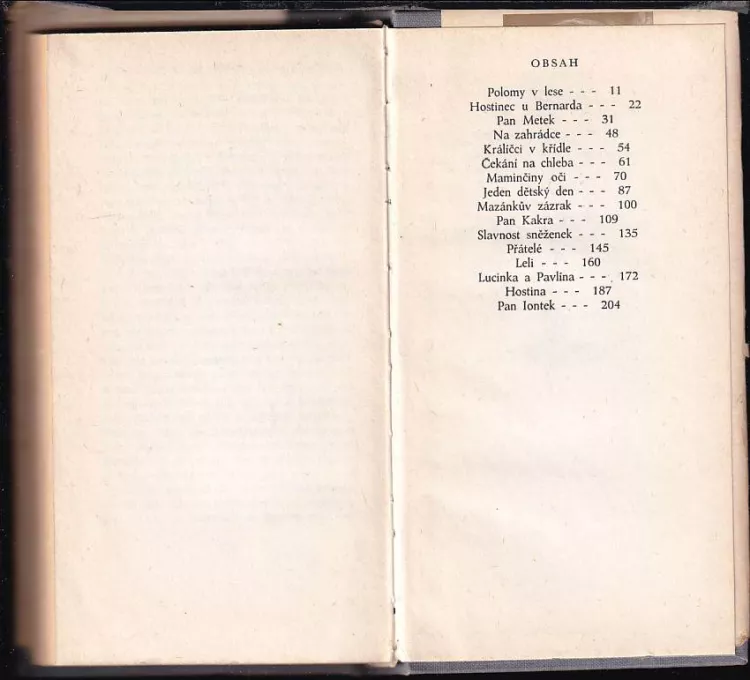 OBSAH
Polomy v lese - - - 11
Hostinec u Bernarda - - - 22
Pan Metek - - - 31
Na zahrádce - - - 48
Králíčci v křídle - - - 54
Čekání na chleba - - - 61
Maminčiny oči - - - 70
Jeden dětský den - - - 87
Mazánkův zázrak - - - 100
Pan Kakra - - - 109
Slavnost sněženek - - - 135
Přátelé - - - 145
Leli - - - 160
Lucinka a Pavlína - - - 172
Hostina - - - 187
Pan Iontek - - - 204